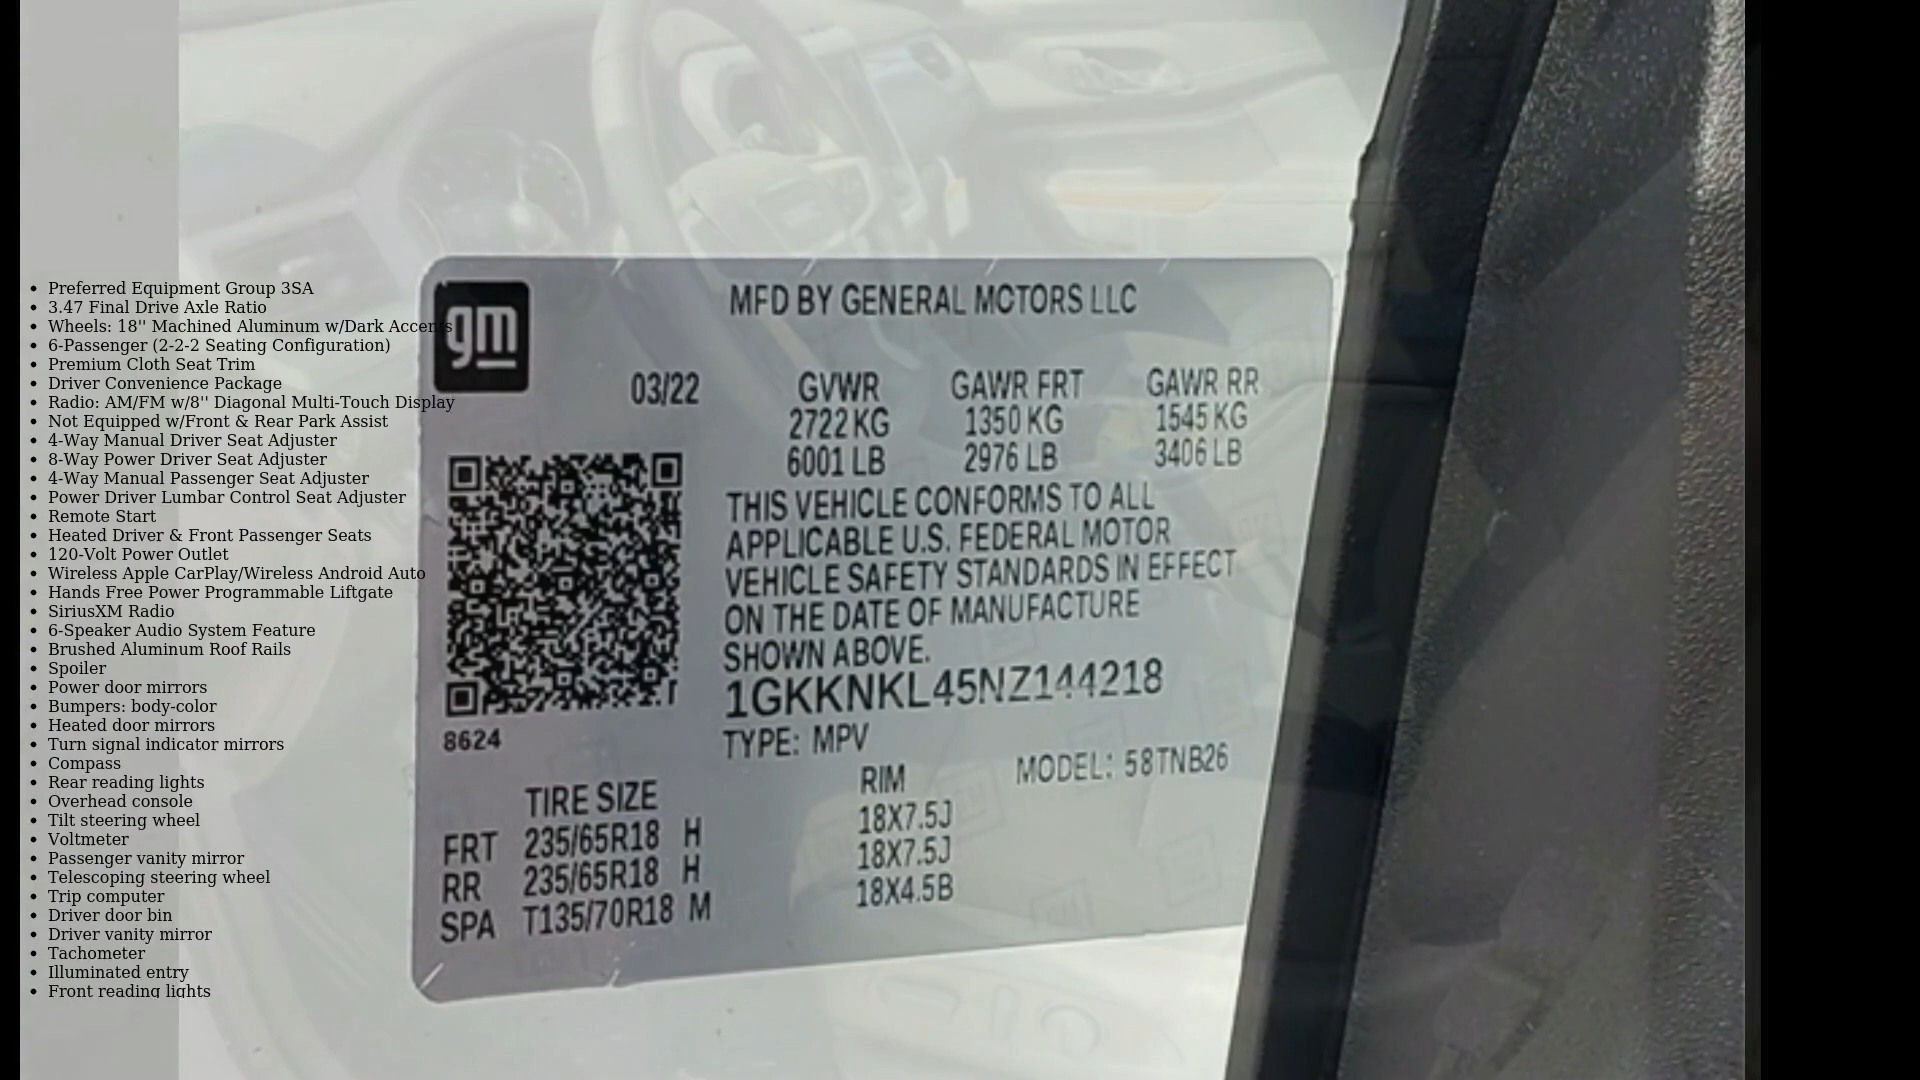 Preferred Equipment Group 3SA
3.47 Final Drive Axle Ratio
Wheels: 18'' Machined Aluminum w/Dark Accents
6-Passenger (2-2-2 Seating Configuration)
Premium Cloth Seat Trim
Driver Convenience Package
Radio: AM/FM w/8'' Diagonal Multi-Touch Display
Not Equipped w/Front & Rear Park Assist
4-Way Manual Driver Seat Adjuster
8-Way Power Driver Seat Adjuster
4-Way Manual Passenger Seat Adjuster
Power Driver Lumbar Control Seat Adjuster
Remote Start
Heated Driver & Front Passenger Seats
120-Volt Power Outlet
Wireless Apple CarPlay/Wireless Android Auto
Hands Free Power Programmable Liftgate
SiriusXM Radio
6-Speaker Audio System Feature
Brushed Aluminum Roof Rails
Spoiler
Power door mirrors
Bumpers: body-color
Heated door mirrors
Turn signal indicator mirrors
Compass
Rear reading lights
Overhead console
Tilt steering wheel
Voltmeter
Passenger vanity mirror
Telescoping steering wheel
Trip computer
Driver door bin
Driver vanity mirror
Tachometer
Illuminated entry
Front reading lights
gm
MFD BY GENERAL MOTORS LLC
03/22 GVWR GAWR FRT GAWR RR
2722 KG 1350 KG 1545 KG
6001 LB 2976 LB 3406 LB
THIS VEHICLE CONFORMS TO ALL
APPLICABLE U.S. FEDERAL MOTOR
VEHICLE SAFETY STANDARDS IN EFFECT
ON THE DATE OF MANUFACTURE
SHOWN ABOVE.
1GKKNKL45NZ144218
8624
TYPE: MPV
MODEL: 58TNB26
TIRE SIZE RIM
FRT 235/65R18 H 18X7.5J
RR 235/65R18 H 18X7.5J
SPA T135/70R18 M 18X4.5B